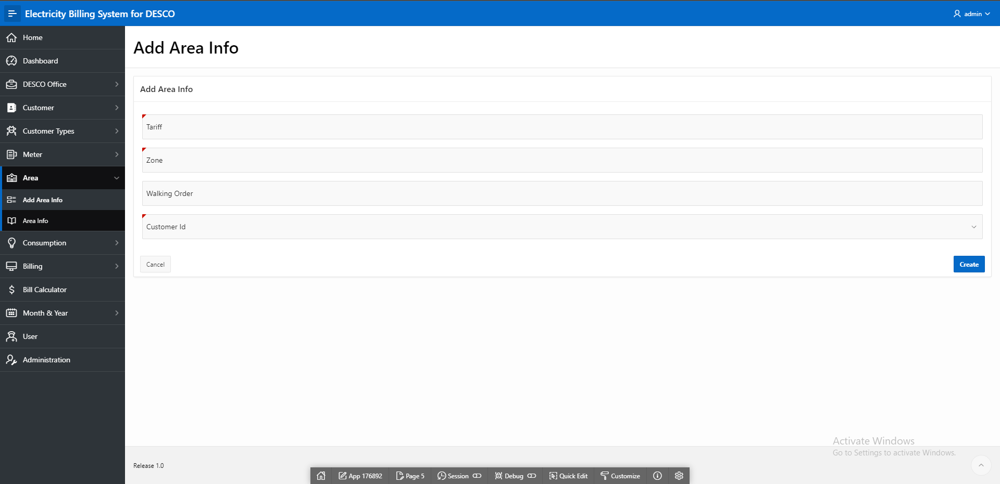 Electricity Billing System for DESCO
admin
Home
Dashboard
DESCO Office
Customer
Customer Types
Meter
Area
Add Area Info
Area Info
Consumption
Billing
Bill Calculator
Month & Year
User
Administration
Add Area Info
Add Area Info
Tariff
Zone
Walking Order
Customer Id
Cancel
Create
Activate Windows
Go to Settings to activate Windows.
Release 1.0
App 176892
Page 5
Session
Debug
Quick Edit
Customize